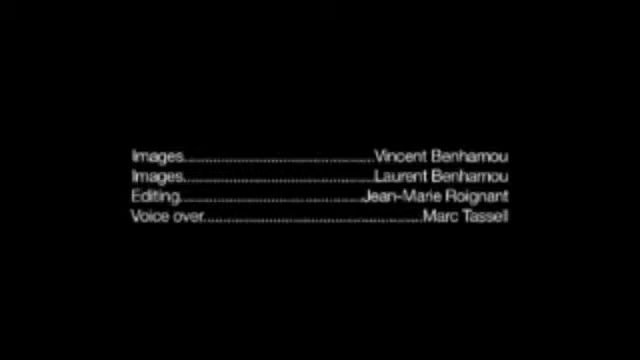 Images..........................................Vincent Benhamou
Images..........................................Laurent Benhamou
Editing........................................Jean-Marie Roignant
Voice over................................................Marc Tassell